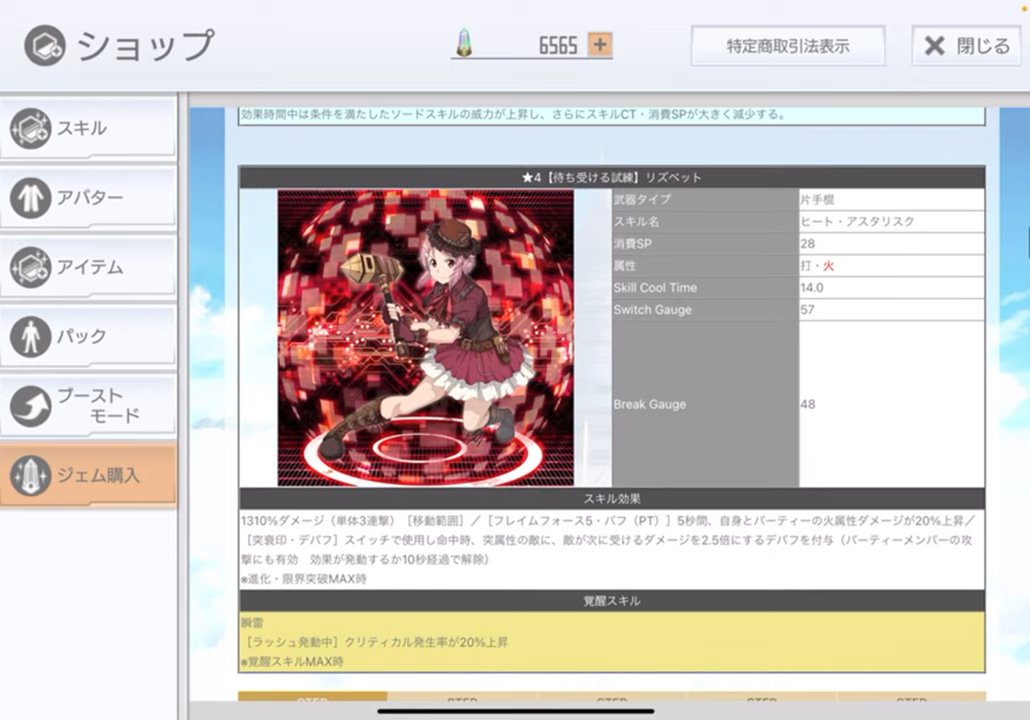 ショップ
6565
特定商取引法表示
閉じる
スキル
アバター
アイテム
パック
ブースト
モード
ジェム購入
効果時間中は条件を満たしたソードスキルの威力が上昇し、さらにスキルCT・消費SPが大きく減少する。
★4【待ち受ける試練】リズベット
武器タイプ 片手棍
スキル名 ヒート・アスタリスク
消費SP 28
属性 打・火
Skill Cool Time 14.0
Switch Gauge 57
Break Gauge 48
スキル効果
1310%ダメージ（単体3連撃）［移動範囲］／［フレイムフォース5・バフ（PT）］5秒間、自身とパーティーの火属性ダメージが20%上昇／
［突衰印・デバフ］スイッチで使用し命中時、突属性の敵に、敵が次に受けるダメージを2.5倍にするデバフを付与（パーティーメンバーの攻
撃にも有効　効果が発動するか10秒経過で解除）
※進化・限界突破MAX時
覚醒スキル
瞬雷
［ラッシュ発動中］クリティカル発生率が20%上昇
※覚醒スキルMAX時
STEP STEP STEP STEP STEP